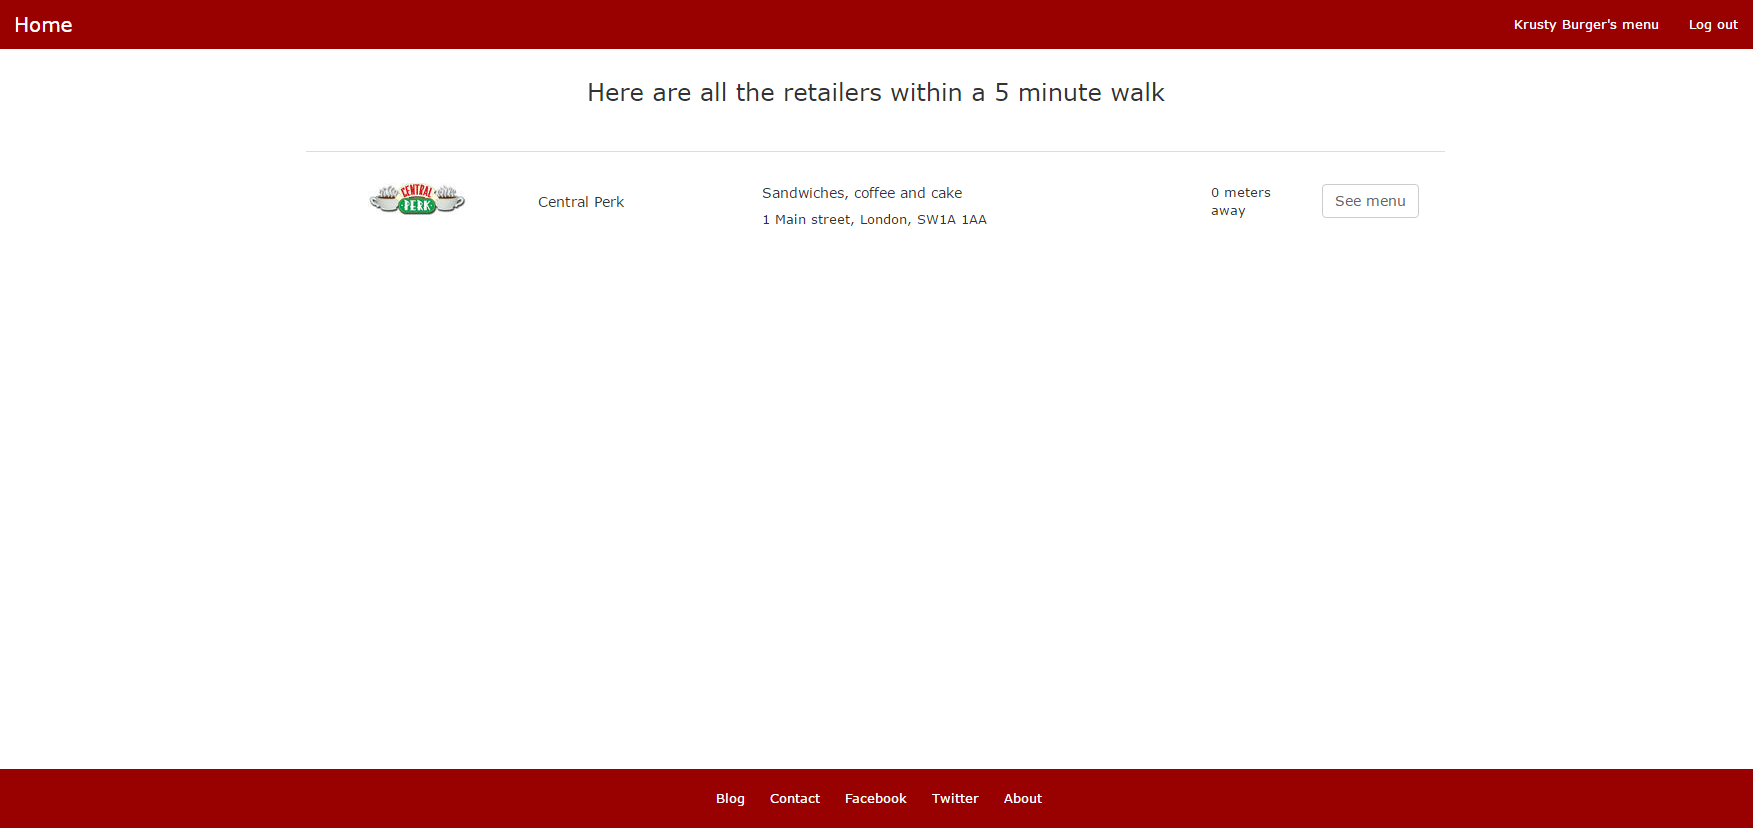 Home
Krusty Burger's menu
Log out
Here are all the retailers within a 5 minute walk
CENTRAL
PERK
Central Perk
Sandwiches, coffee and cake
1 Main street, London, SW1A 1AA
0 meters
away
See menu
Blog
Contact
Facebook
Twitter
About